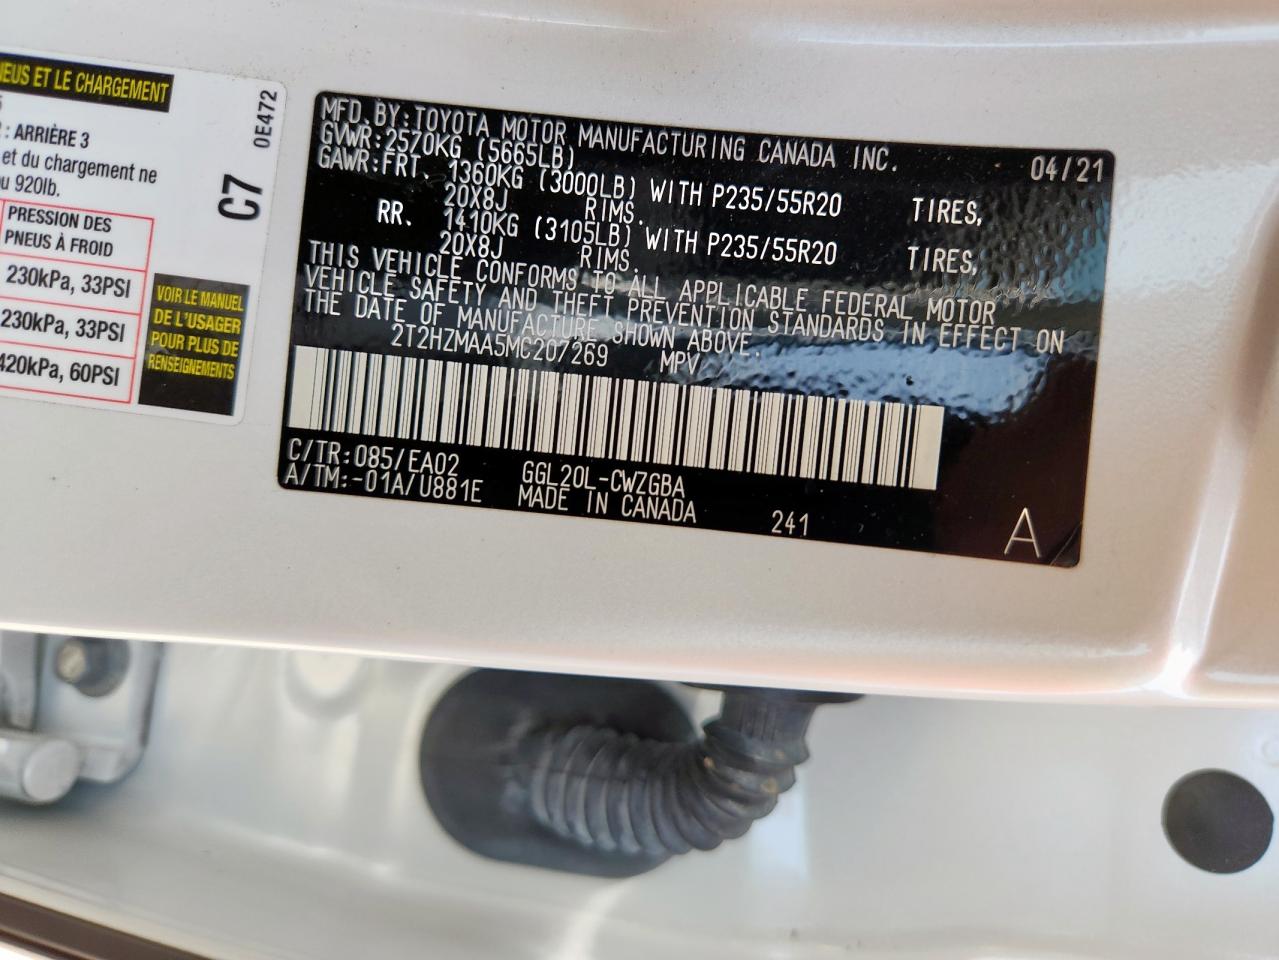 NEUS ET LE CHARGEMENT
: ARRIÈRE 3
et du chargement ne
u 920lb.
PRESSION DES
PNEUS À FROID
230kPa, 33PSI
230kPa, 33PSI
420kPa, 60PSI
VOIR LE MANUEL
DE L'USAGER
POUR PLUS DE
RENSEIGNEMENTS
C7
0E472
MFD. BY: TOYOTA MOTOR MANUFACTURING CANADA INC. 04/21
GVWR: 2570KG (5665LB)
GAWR: FRT. 1360KG (3000LB) WITH P235/55R20 TIRES,
20X8J RIMS.
RR. 1410KG (3105LB) WITH P235/55R20 TIRES,
20X8J RIMS.
THIS VEHICLE CONFORMS TO ALL APPLICABLE FEDERAL MOTOR
VEHICLE SAFETY AND THEFT PREVENTION STANDARDS IN EFFECT ON
THE DATE OF MANUFACTURE SHOWN ABOVE.
2T2HZMAA5MC207269 MPV
C/TR: 085/EA02 GGL20L-CWZGBA
A/TM: -01A/U881E MADE IN CANADA 241
A